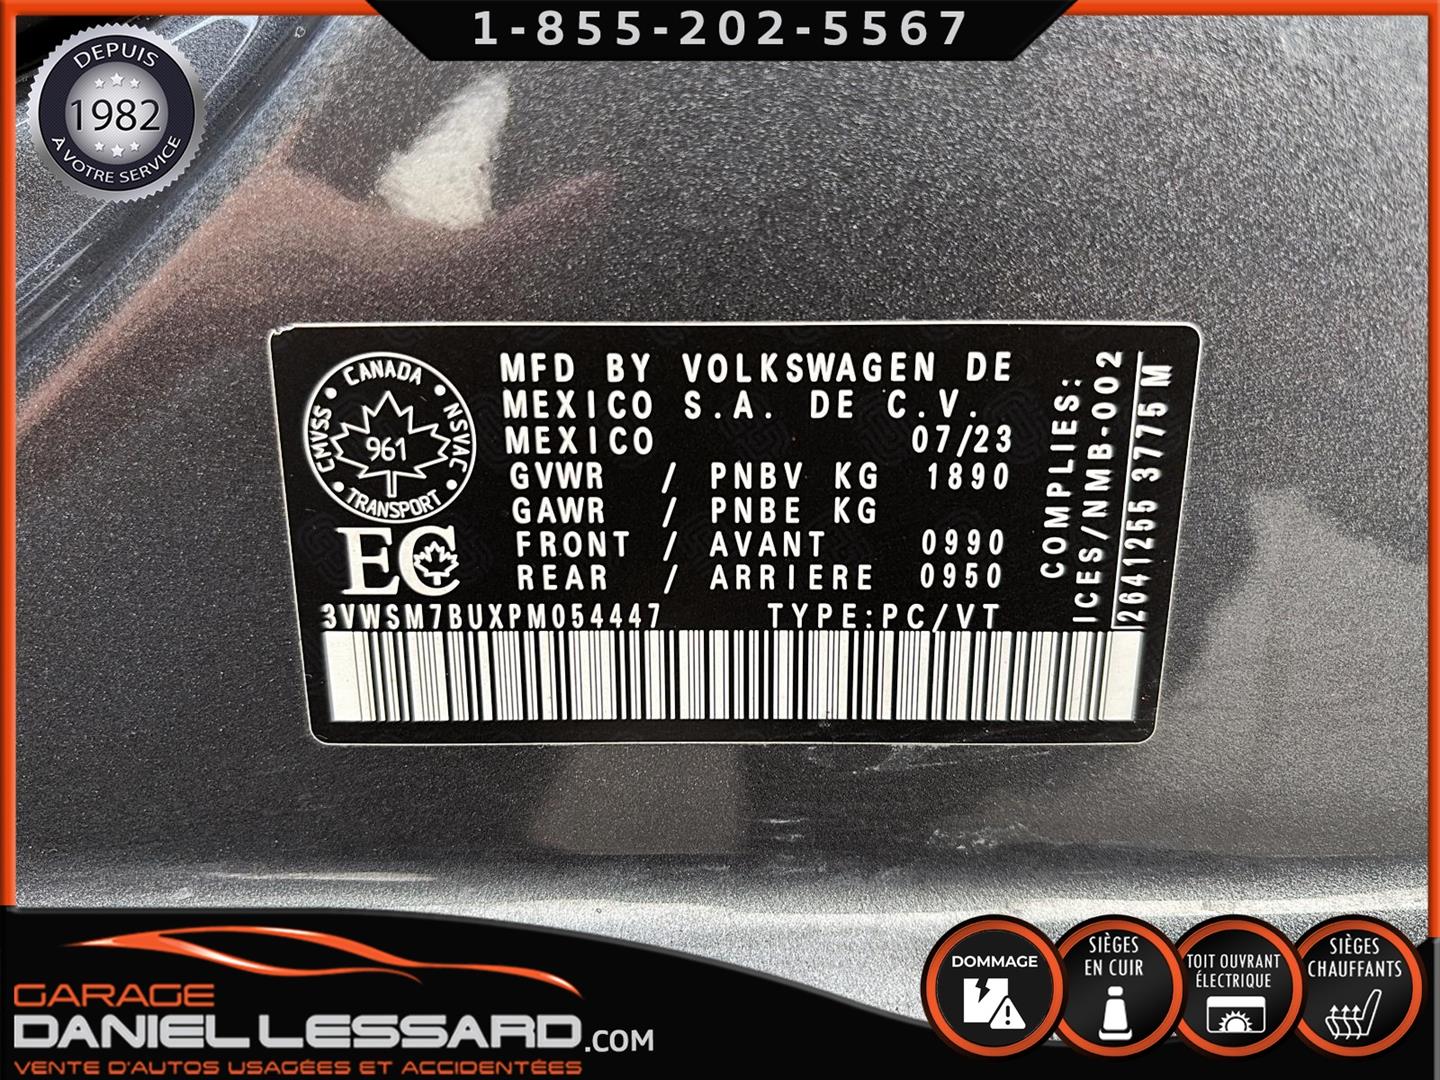 1-855-202-5567
DEPUIS
1982
À VOTRE SERVICE
CANADA
CMVSS
NSVAC
961
TRANSPORT
EC
MFD BY VOLKSWAGEN DE
MEXICO S.A. DE C.V.
MEXICO 07/23
GVWR / PNBV KG 1890
GAWR / PNBE KG
FRONT / AVANT 0990
REAR / ARRIERE 0950
3VWSM7BUXPM054447 TYPE:PC/VT
COMPLIES:
ICES/NMB-002
2641255 3775 M
GARAGE
DANIEL LESSARD.COM
VENTE D'AUTOS USAGÉES ET ACCIDENTÉES
DOMMAGE
SIÈGES
EN CUIR
TOIT OUVRANT
ÉLECTRIQUE
SIÈGES
CHAUFFANTS